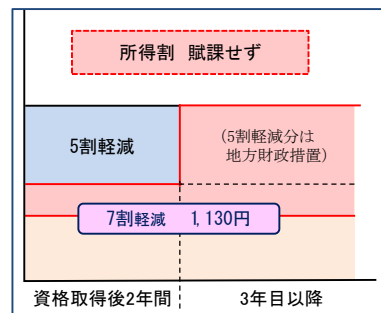 所得割 賦課せず
5割軽減
(5割軽減分は
地方財政措置)
7割軽減 1,130円
資格取得後2年間
3年目以降